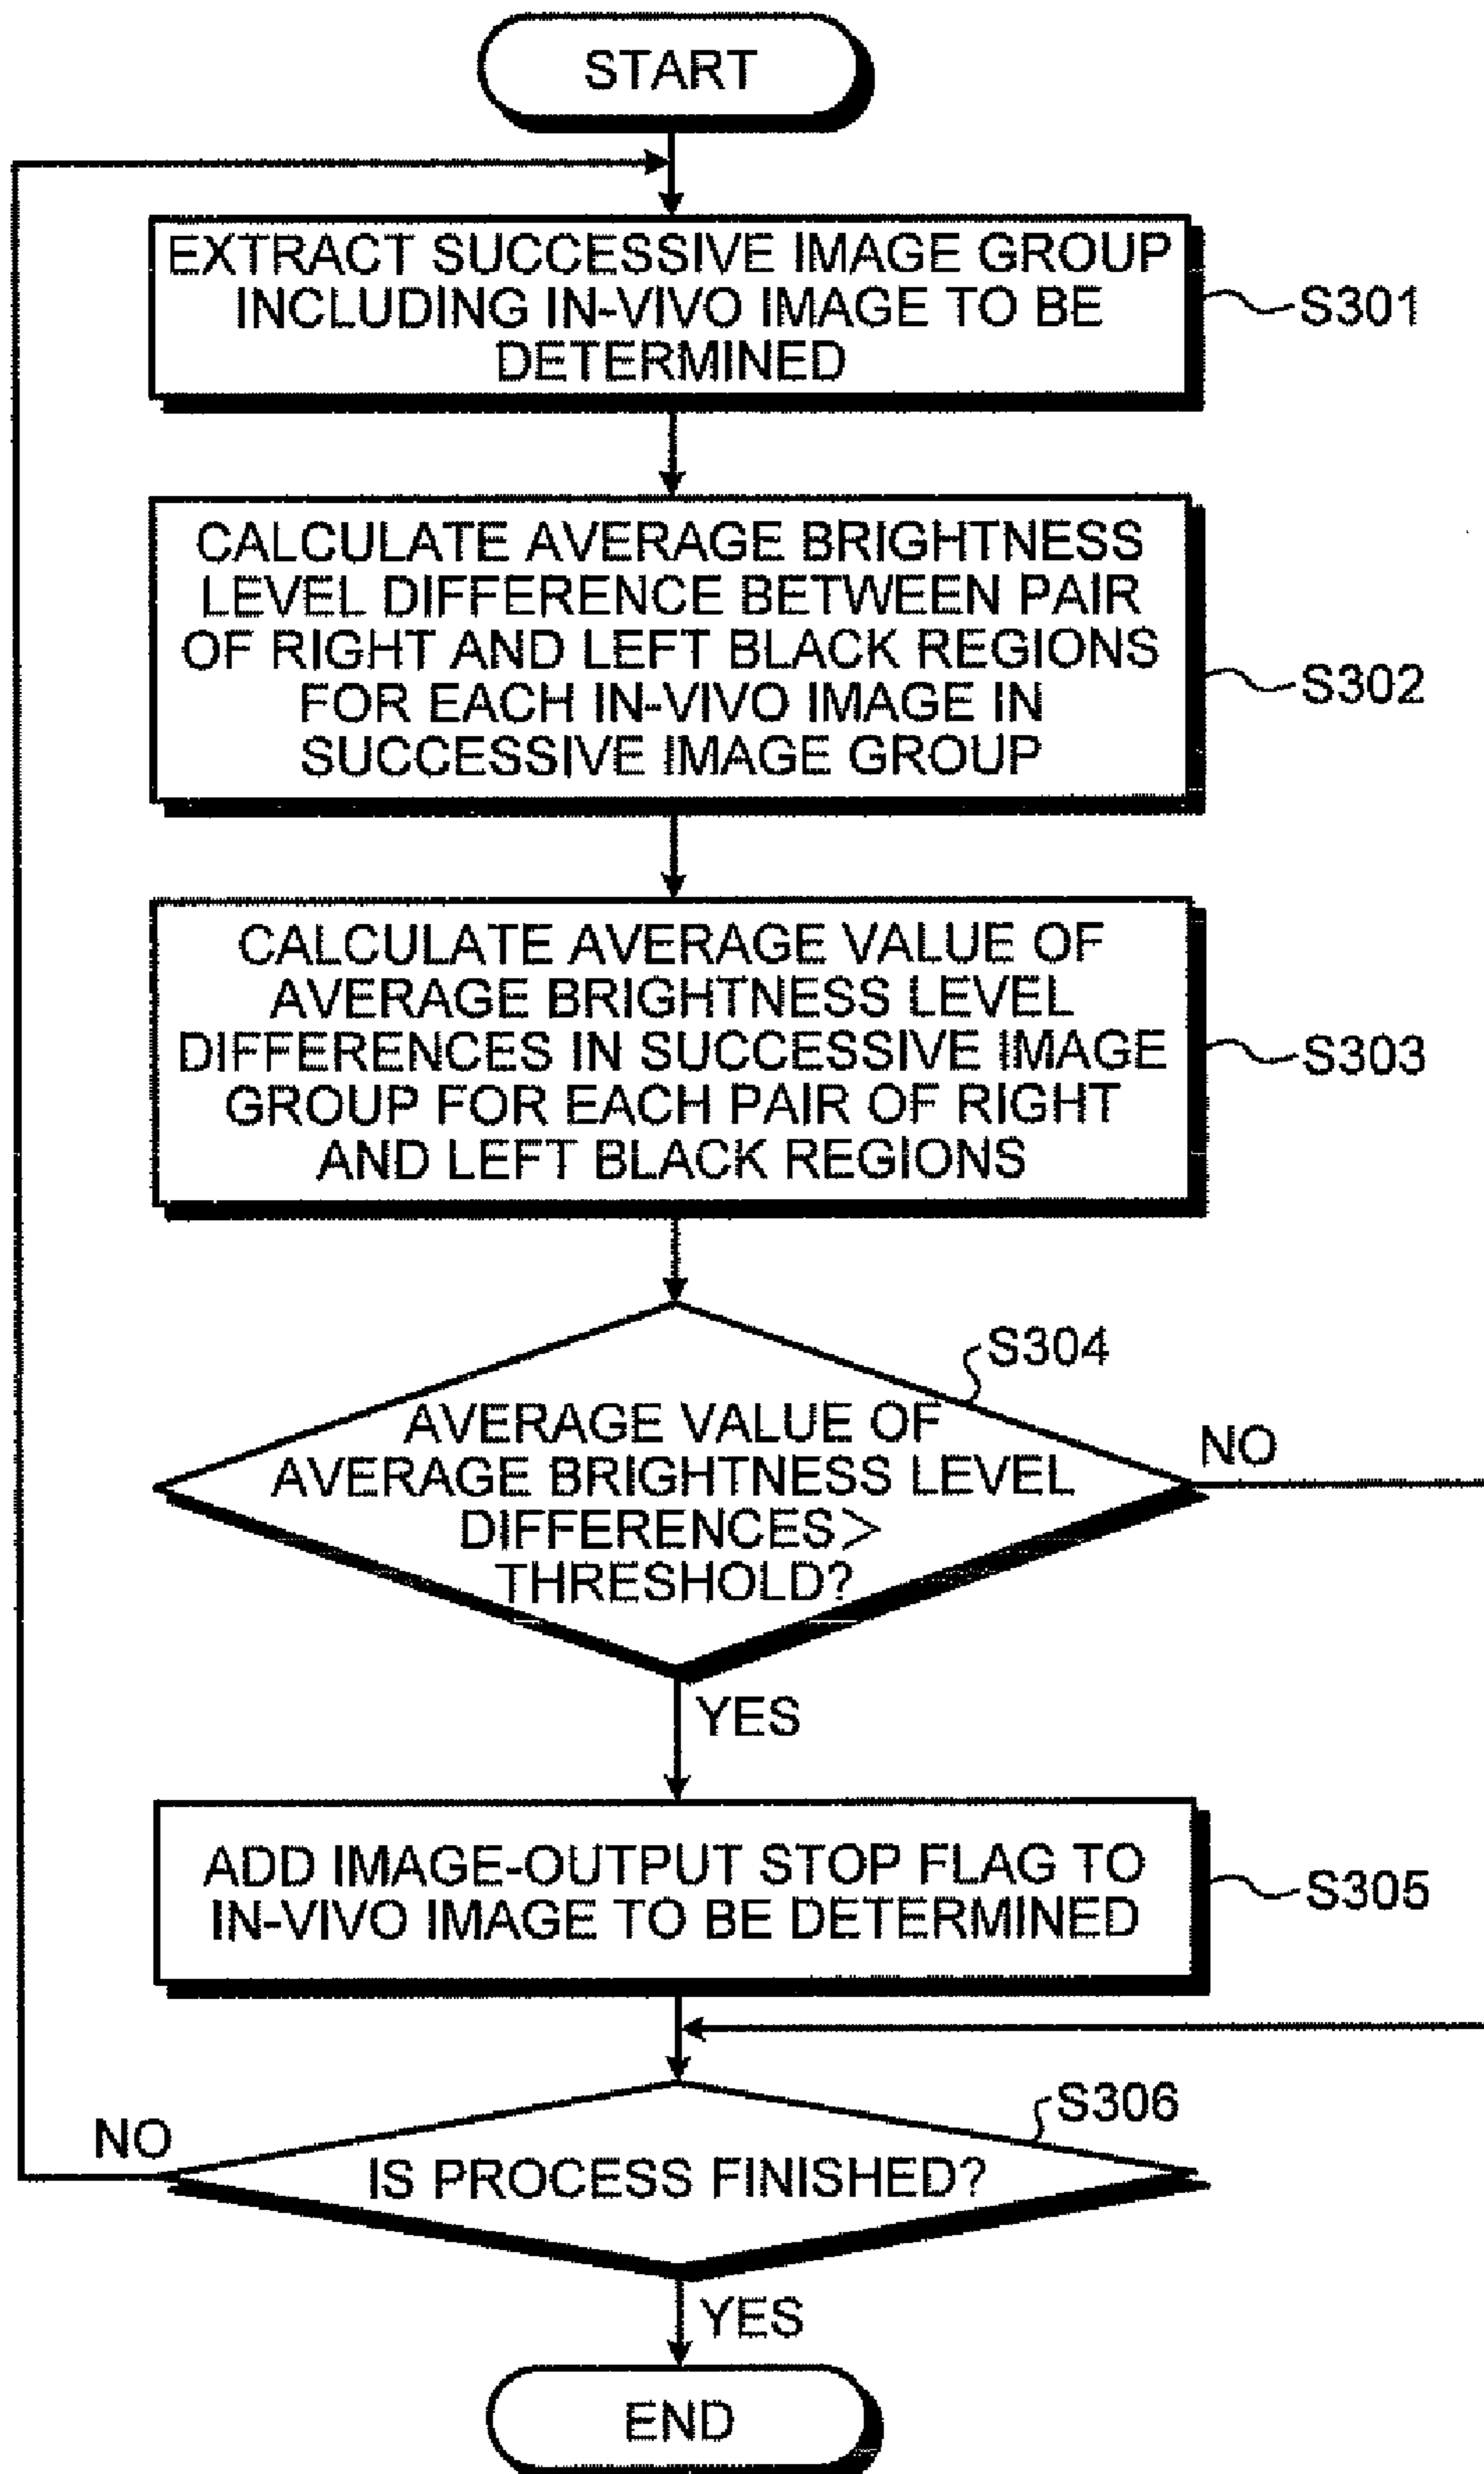 START
EXTRACT SUCCESSIVE IMAGE GROUP
INCLUDING IN-VIVO IMAGE TO BE
DETERMINED
S301
CALCULATE AVERAGE BRIGHTNESS
LEVEL DIFFERENCE BETWEEN PAIR
OF RIGHT AND LEFT BLACK REGIONS
FOR EACH IN-VIVO IMAGE IN
SUCCESSIVE IMAGE GROUP
S302
CALCULATE AVERAGE VALUE OF
AVERAGE BRIGHTNESS LEVEL
DIFFERENCES IN SUCCESSIVE IMAGE
GROUP FOR EACH PAIR OF RIGHT
AND LEFT BLACK REGIONS
S303
S304
AVERAGE VALUE OF
AVERAGE BRIGHTNESS LEVEL
DIFFERENCES>
THRESHOLD?
NO
YES
ADD IMAGE-OUTPUT STOP FLAG TO
IN-VIVO IMAGE TO BE DETERMINED
S305
S306
NO
IS PROCESS FINISHED?
YES
END